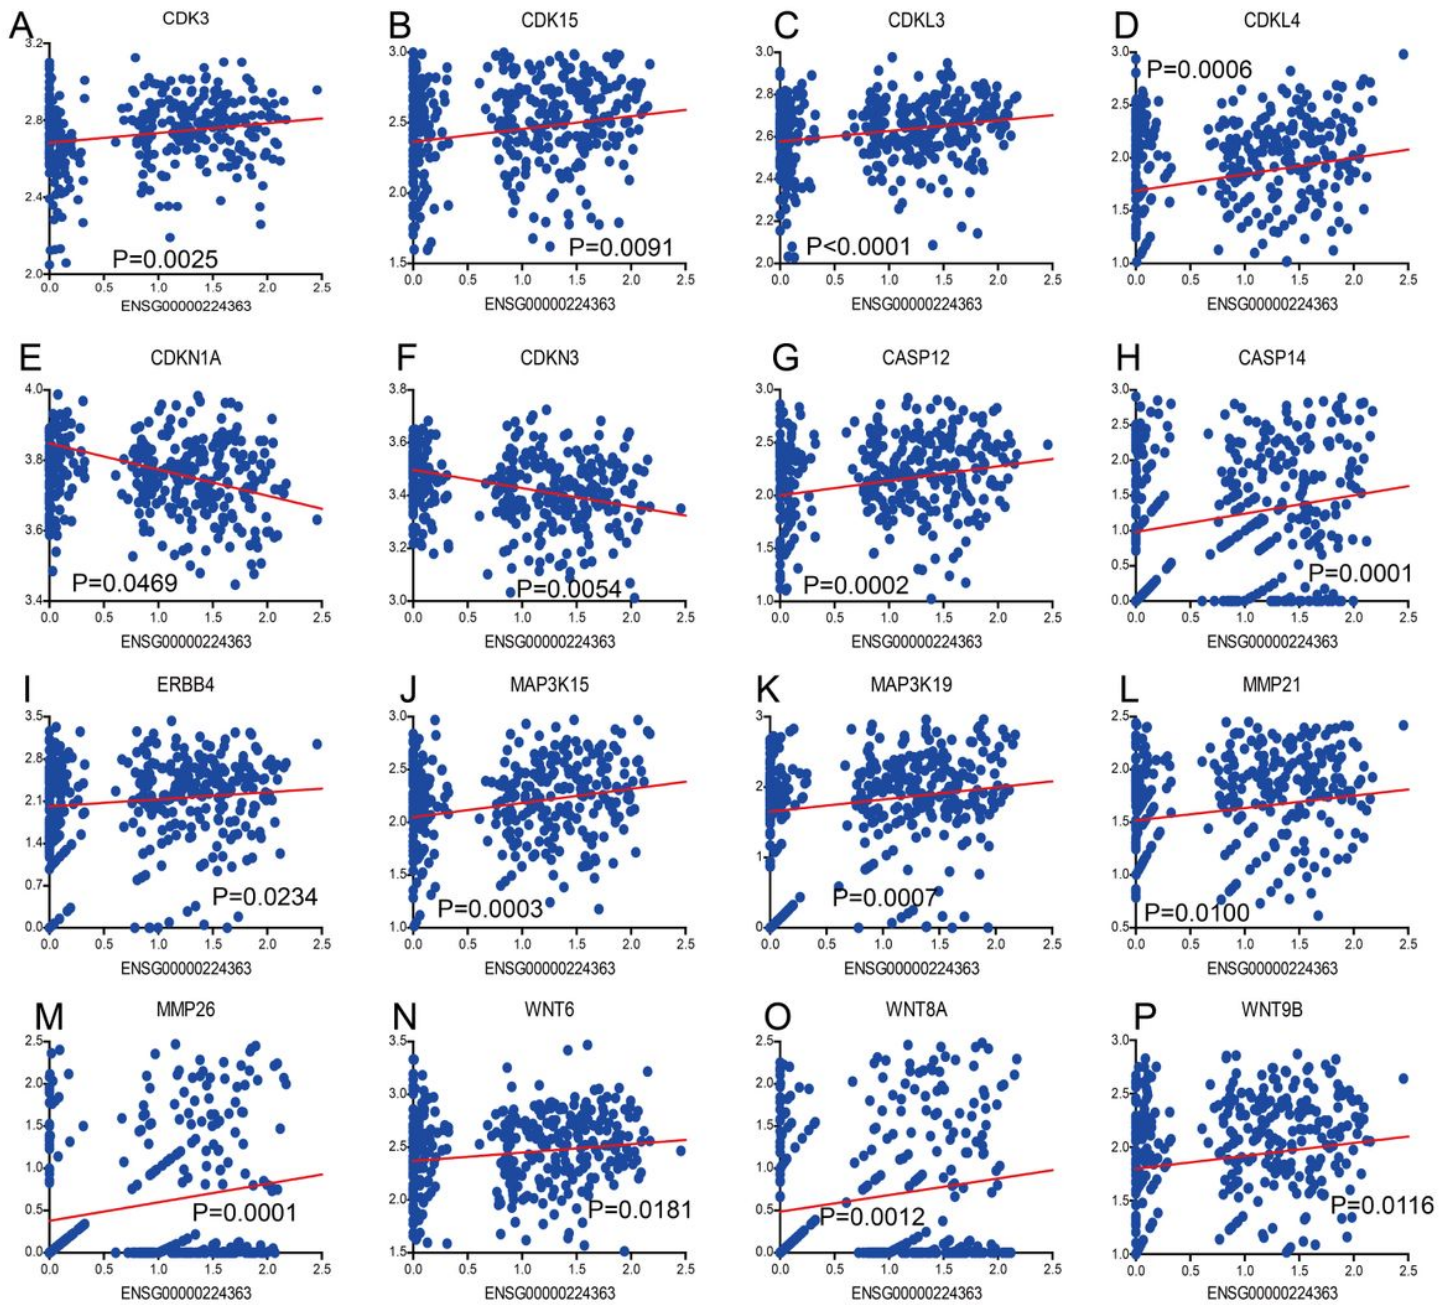 A CDK3
3.2
2.8
2.4
2.0
P=0.0025
0.0 0.5 1.0 1.5 2.0 2.5
ENSG00000224363
B CDK15
3.0
2.5
2.0
1.5
P=0.0091
0.0 0.5 1.0 1.5 2.0 2.5
ENSG00000224363
C CDKL3
3.0
2.8
2.6
2.4
2.2
2.0
P<0.0001
0.0 0.5 1.0 1.5 2.0 2.5
ENSG00000224363
D CDKL4
3.0
2.5
2.0
1.5
1.0
P=0.0006
0.0 0.5 1.0 1.5 2.0 2.5
ENSG00000224363
E CDKN1A
4.0
3.8
3.6
3.4
P=0.0469
0.0 0.5 1.0 1.5 2.0 2.5
ENSG00000224363
F CDKN3
3.8
3.6
3.4
3.2
3.0
P=0.0054
0.0 0.5 1.0 1.5 2.0 2.5
ENSG00000224363
G CASP12
3.0
2.5
2.0
1.5
1.0
P=0.0002
0.0 0.5 1.0 1.5 2.0 2.5
ENSG00000224363
H CASP14
3.0
2.5
2.0
1.5
1.0
0.5
0.0
P=0.0001
0.0 0.5 1.0 1.5 2.0 2.5
ENSG00000224363
I ERBB4
3.5
2.8
2.1
1.4
0.7
0.0
P=0.0234
0.0 0.5 1.0 1.5 2.0 2.5
ENSG00000224363
J MAP3K15
3.0
2.5
2.0
1.5
1.0
P=0.0003
0.0 0.5 1.0 1.5 2.0 2.5
ENSG00000224363
K MAP3K19
3
2
1
0
P=0.0007
0.0 0.5 1.0 1.5 2.0 2.5
ENSG00000224363
L MMP21
2.5
2.0
1.5
1.0
0.5
P=0.0100
0.0 0.5 1.0 1.5 2.0 2.5
ENSG00000224363
M MMP26
2.5
2.0
1.5
1.0
0.5
0.0
P=0.0001
0.0 0.5 1.0 1.5 2.0 2.5
ENSG00000224363
N WNT6
3.5
3.0
2.5
2.0
1.5
P=0.0181
0.0 0.5 1.0 1.5 2.0 2.5
ENSG00000224363
O WNT8A
2.5
2.0
1.5
1.0
0.5
0.0
P=0.0012
0.0 0.5 1.0 1.5 2.0 2.5
ENSG00000224363
P WNT9B
3.0
2.5
2.0
1.5
1.0
P=0.0116
0.0 0.5 1.0 1.5 2.0 2.5
ENSG00000224363